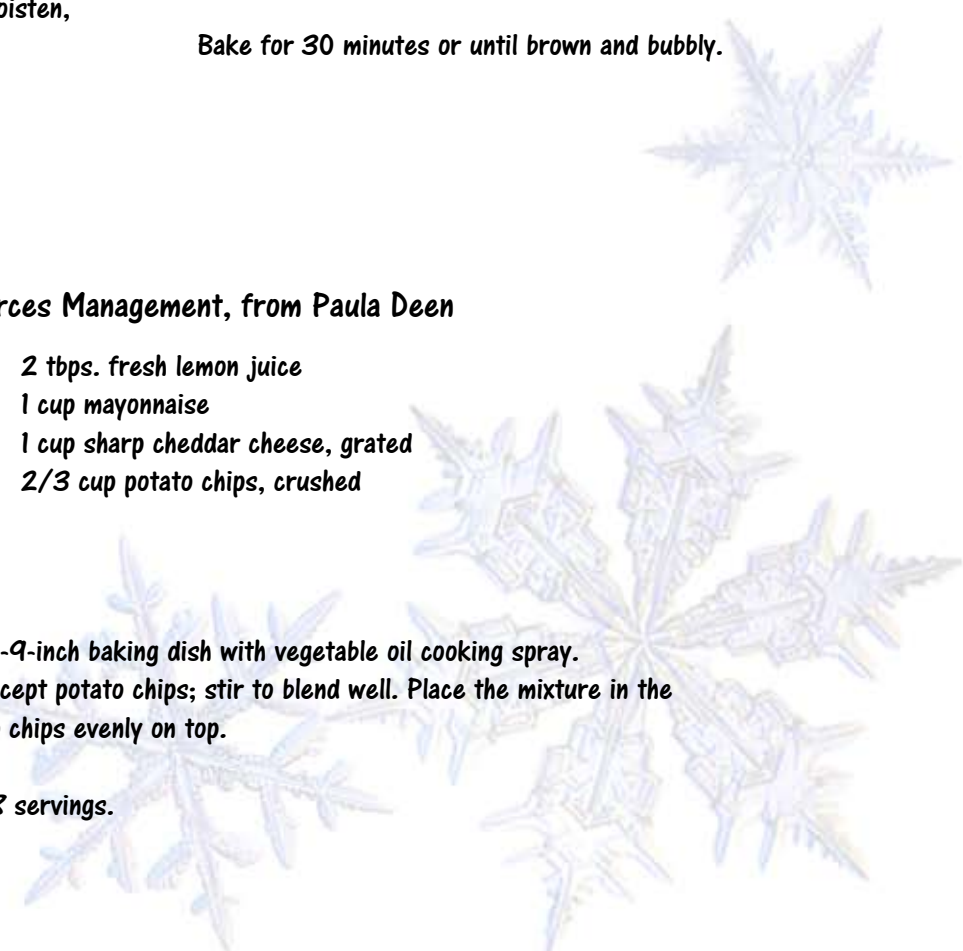 oisten,
Bake for 30 minutes or until brown and bubbly.
rces Management, from Paula Deen
2 tbps. fresh lemon juice
1 cup mayonnaise
1 cup sharp cheddar cheese, grated
2/3 cup potato chips, crushed
-9-inch baking dish with vegetable oil cooking spray.
cept potato chips; stir to blend well. Place the mixture in the
chips evenly on top.
8 servings.